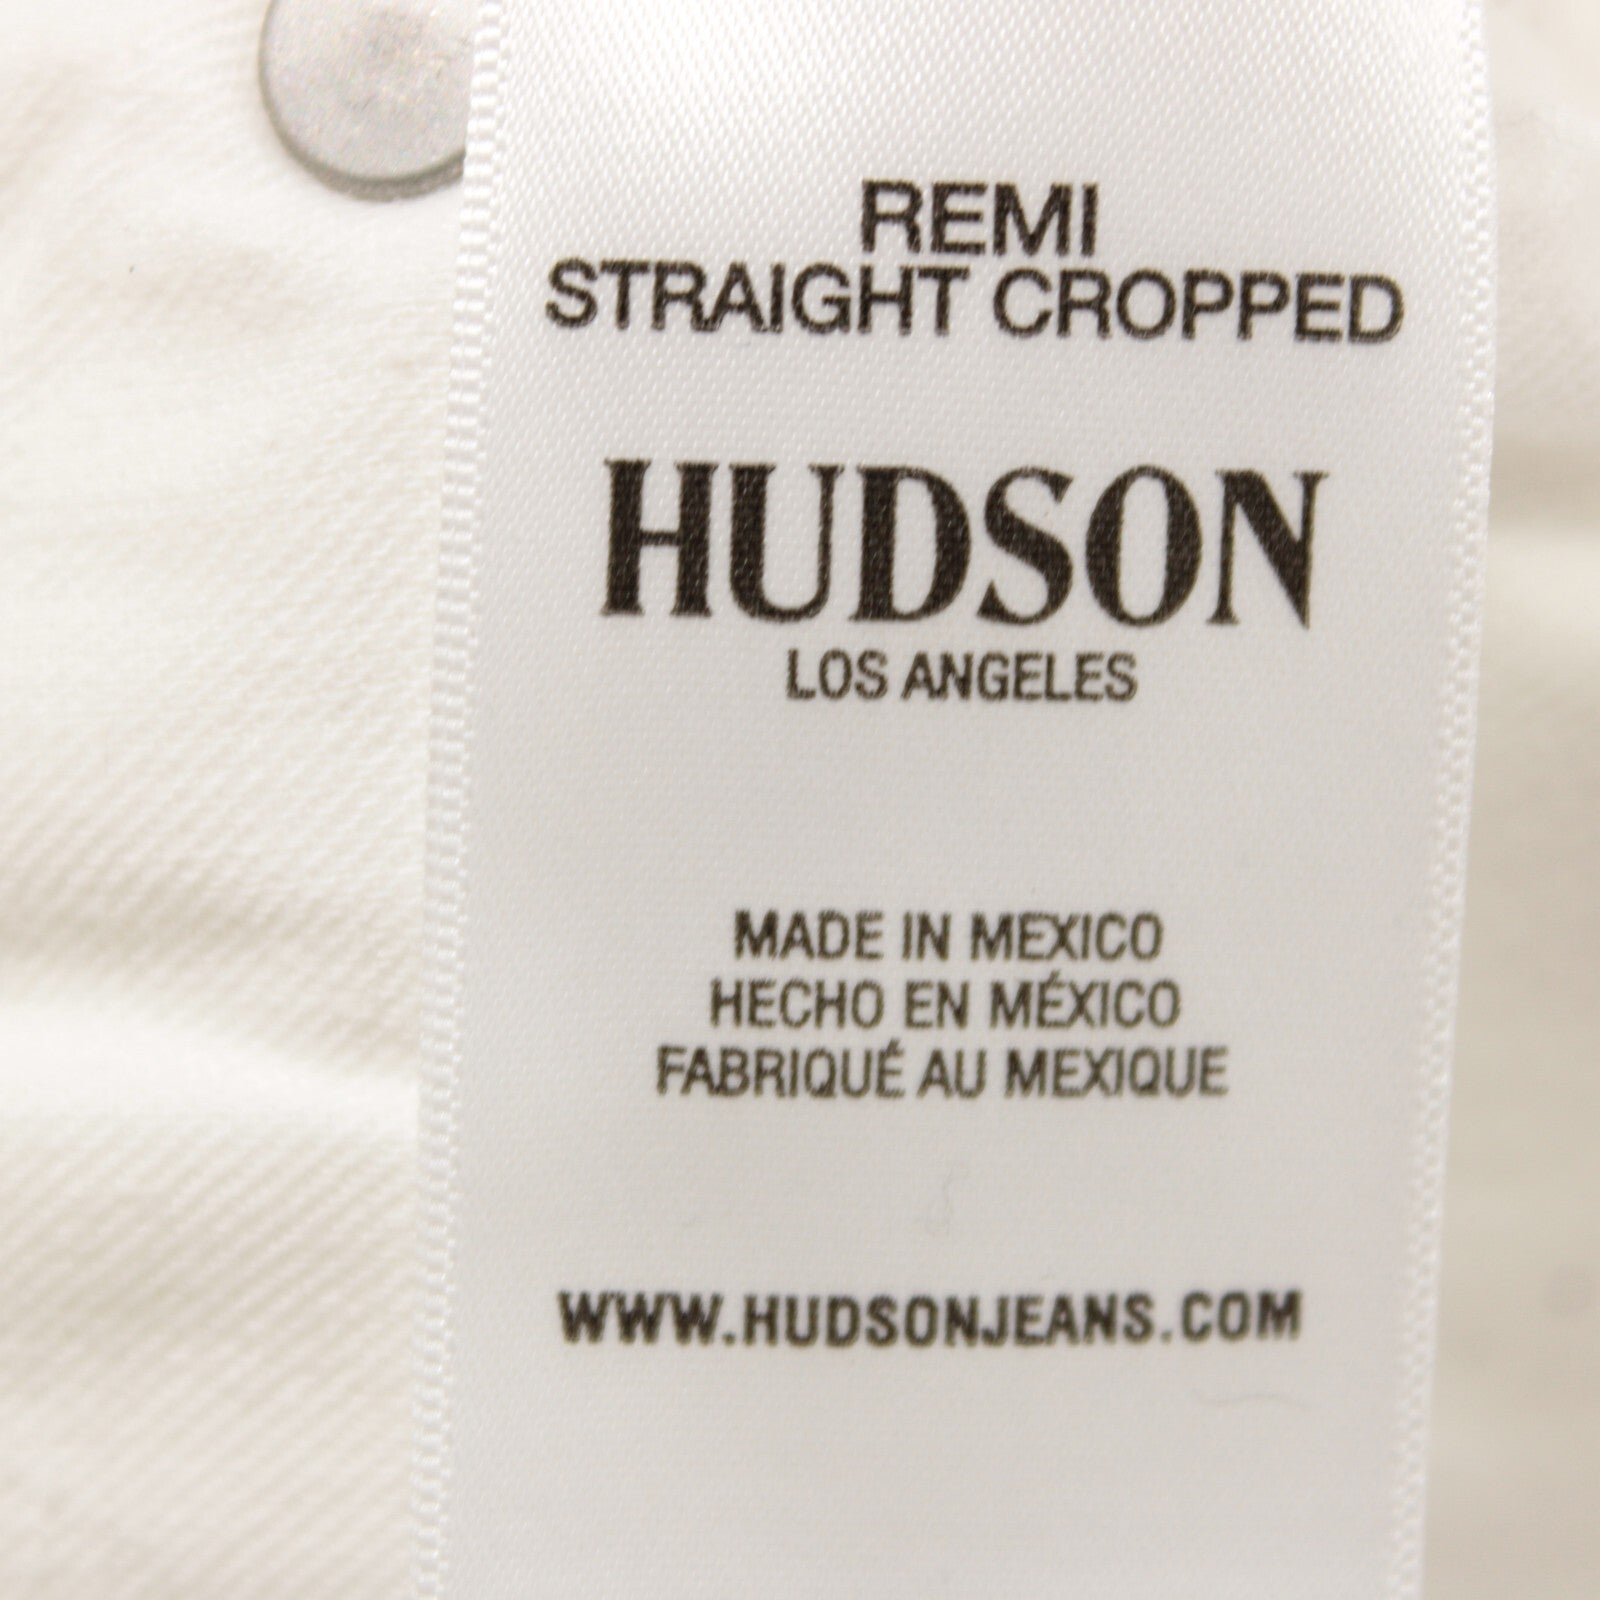 REMI
STRAIGHT CROPPED
HUDSON
LOS ANGELES
MADE IN MEXICO
HECHO EN MÉXICO
FABRIQUÉ AU MEXIQUE
WWW.HUDSONJEANS.COM